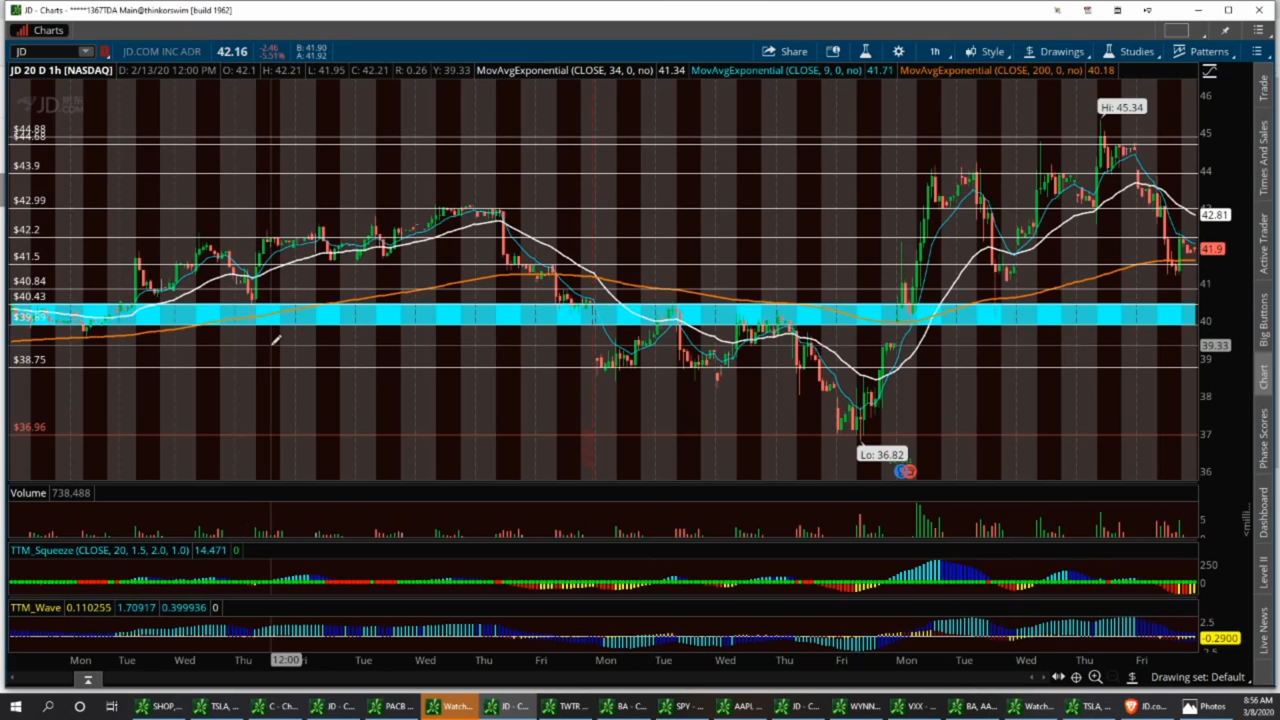 JD - Charts - *****1367TDA Main@thinkorswim [build 1962]
Charts
JD JD.COM INC ADR 42.16 -2.46 -5.51% B: 41.90 A: 41.92 Share 1h Style Drawings Studies Patterns
JD 20 D 1h [NASDAQ] D: 2/13/20 12:00 PM O: 42.1 H: 42.21 L: 41.95 C: 42.21 R: 0.26 Y: 39.33 MovAvgExponential (CLOSE, 34, 0, no) 41.34 MovAvgExponential (CLOSE, 9, 0, no) 41.71 MovAvgExponential (CLOSE, 200, 0, no) 40.18
JD.COM
Hi: 45.34
$44.88
$44.68
$43.9
$42.99
$42.2
$41.5
$40.84
$40.43
$38.75
$36.96
Lo: 36.82
46
45
44
42.81
41.9
41
40
39.33
39
38
37
36
Volume 738,488
5
TTM_Squeeze (CLOSE, 20, 1.5, 2.0, 1.0) 14.471 0
250
0
TTM_Wave 0.110255 1.70917 0.399936 0
2.5
-0.2900
Mon Tue Wed Thu 12:00 Tue Wed Thu Fri Mon Tue Wed Thu Fri Mon Tue Wed Thu Fri
Drawing set: Default
Trade
Times And Sales
Active Trader
Big Buttons
Chart
Phase Scores
Dashboard
Level II
Live News
SHOP,... TSLA, ... C - Cha... JD - C... PACB ... Watch... JD - C... TWTR ... BA - C... SPY - ... AAPL ... JD - C... WYNN... VXX - ... BA, AA... Watch... TSLA, ... JD.co... Photos
8:56 AM
3/8/2020